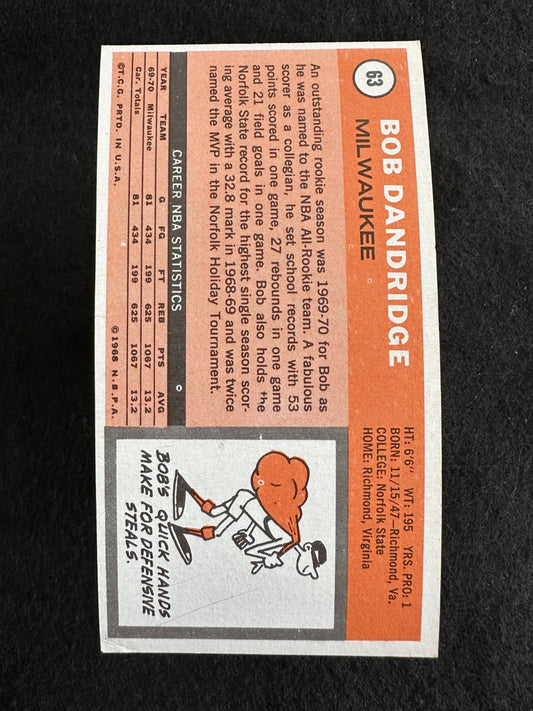 63
BOB DANDRIDGE
MILWAUKEE
HT: 6'6" WT: 195 YRS. PRO: 1
BORN: 11/15/47—Richmond, Va.
COLLEGE: Norfolk State
HOME: Richmond, Virginia
An outstanding rookie season was 1969-70 for Bob as
he was named to the NBA All-Rookie team. A fabulous
scorer as a collegian, he set school records with 53
points scored in one game, 27 rebounds in one game
and 21 field goals in one game. Bob also holds the
Norfolk State record for the highest single season scor-
ing average with a 32.8 mark in 1968-69 and was twice
named the MVP in the Norfolk Holiday Tournament.
CAREER NBA STATISTICS
YEAR TEAM G FG FT REB PTS AVG
69-70 Milwaukee 81 434 199 625 1067 13.2
Car. Totals 81 434 199 625 1067 13.2
©T.C.G. PRTD. IN U.S.A. ©1968 N.B.P.A.
BOB'S QUICK HANDS
MAKE FOR DEFENSIVE
STEALS.